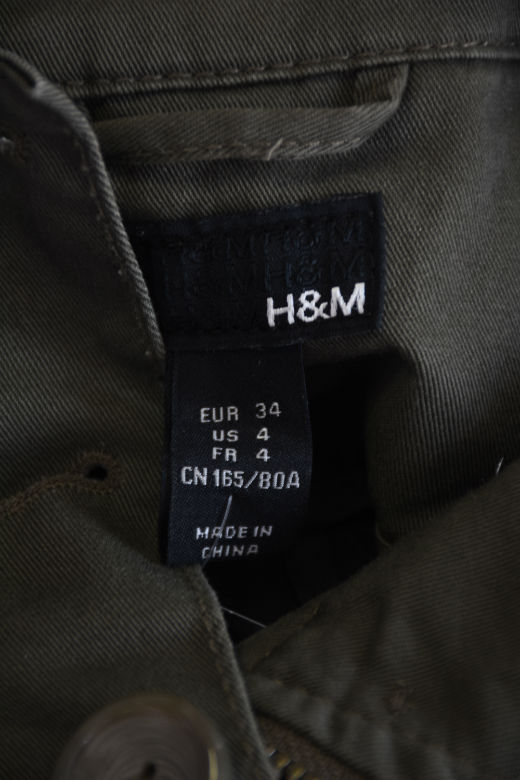 H&M H&M
H&M H&M
H&M
EUR 34
US 4
FR 4
CN 165/80A
MADE IN
CHINA